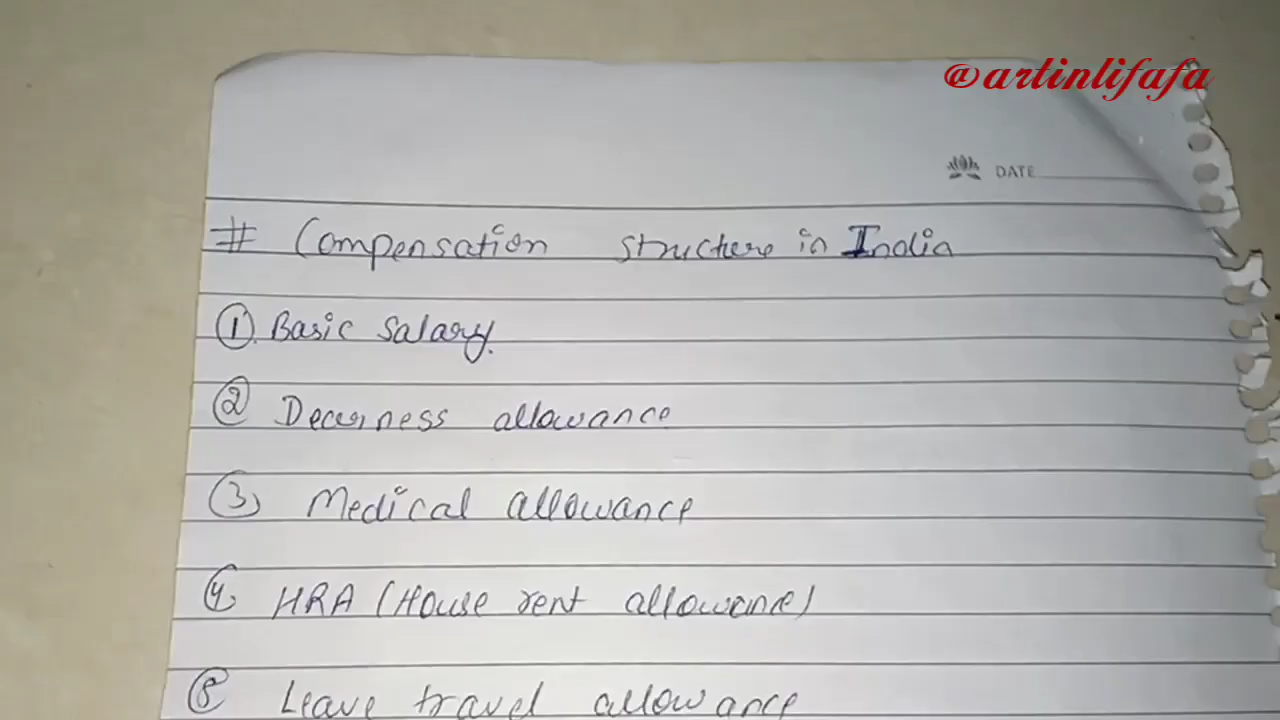 @artinlifafa
DATE
# Compensation structure in India
① Basic salary.
② Dearness allowance
③ Medical allowance
④ HRA (House rent allowance)
⑤ Leave travel allowance